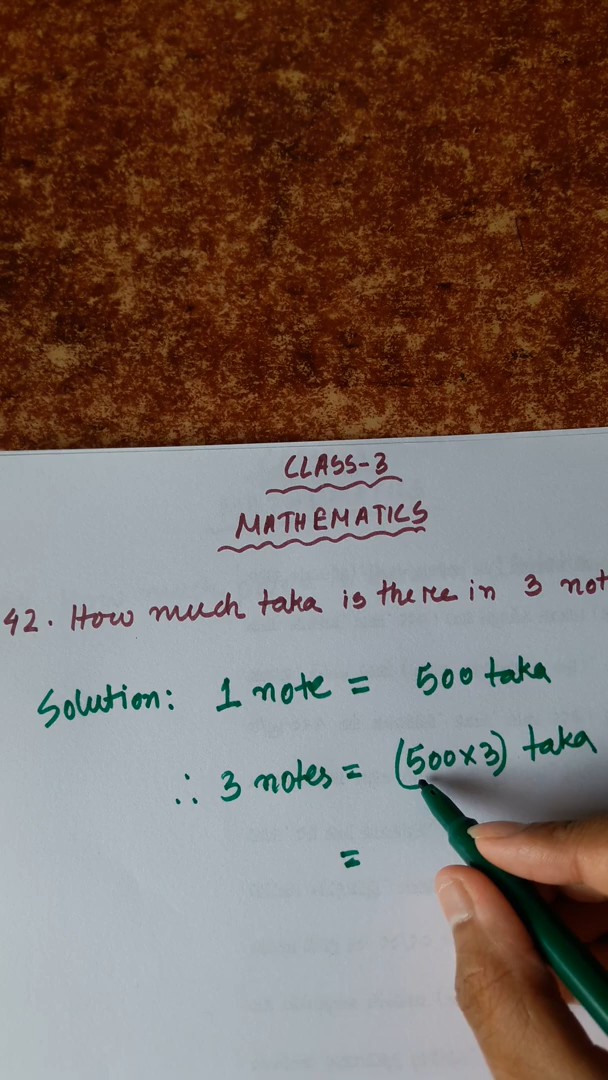 CLASS-3
MATHEMATICS
42. How much taka is there in 3
Solution: 1 note = 500 taka
∴ 3 notes = (500×3) taka
=